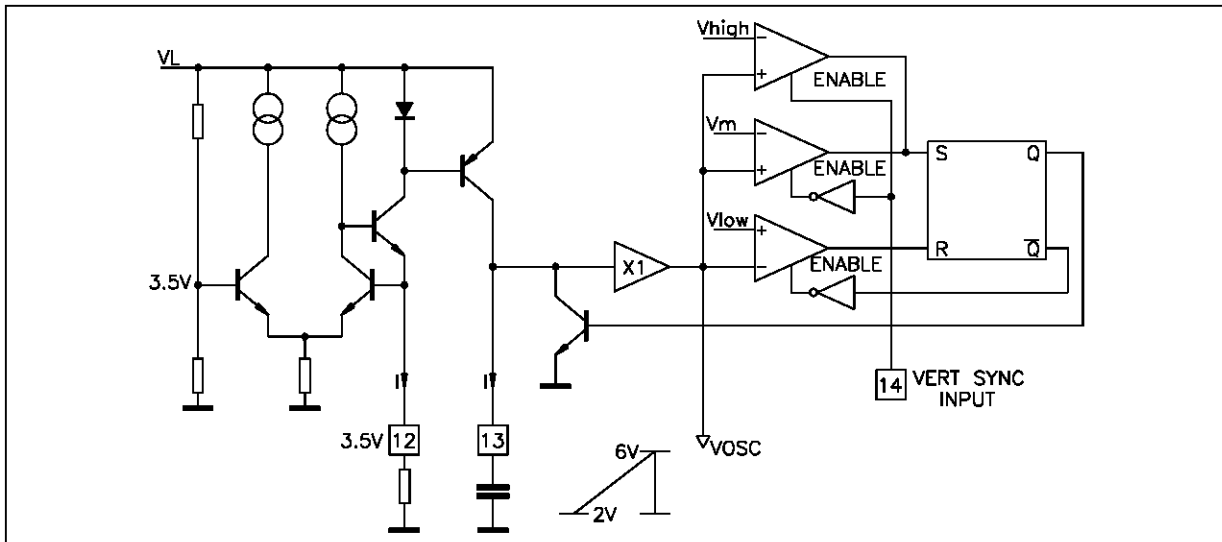 VL
3.5V
I
I
3.5V
12
13
6V
2V
X1
VOSC
Vhigh
-
+
ENABLE
Vm
-
+
ENABLE
Vlow
+
-
ENABLE
S
Q
R
Q̅
14
VERT SYNC
INPUT